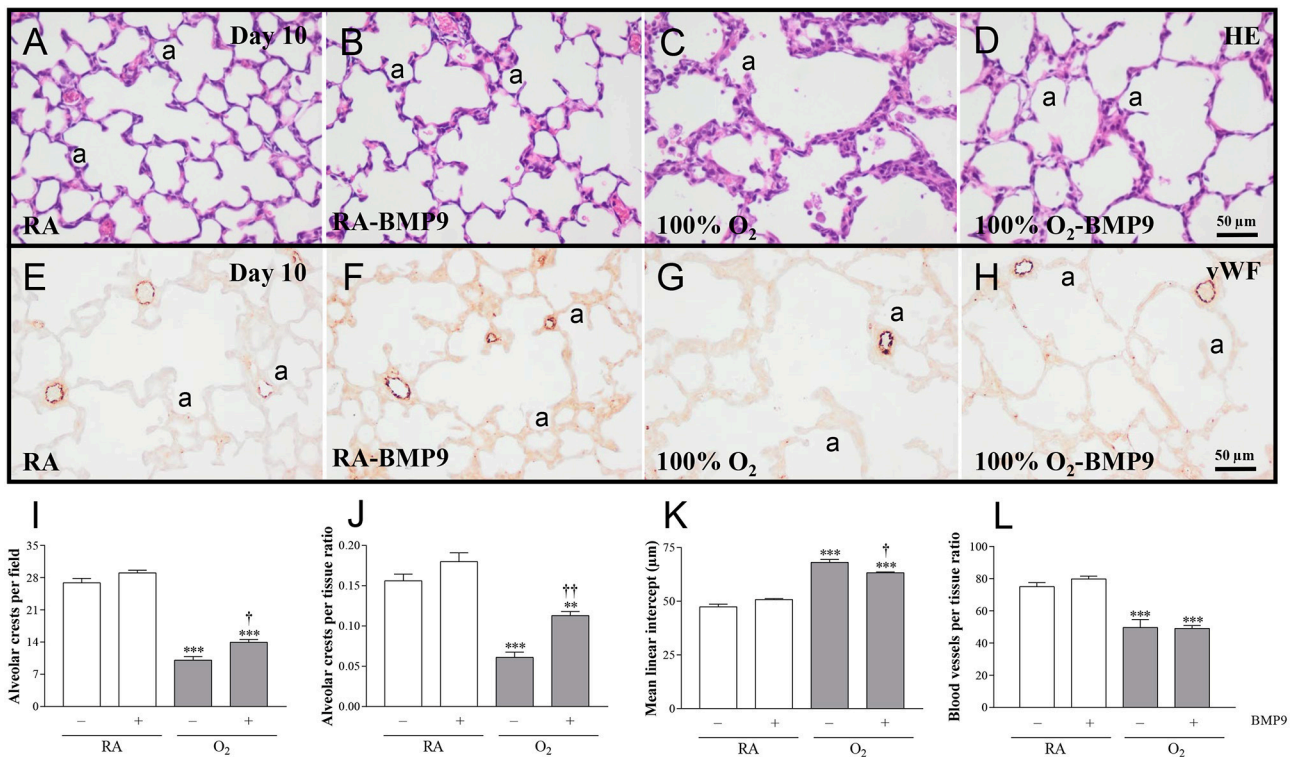 A Day 10 a a RA
B a a RA-BMP9
C a 100% O₂
D HE a a 100% O₂-BMP9 50 µm
E Day 10 a a RA
F a a RA-BMP9
G a a 100% O₂
H vWF a a 100% O₂-BMP9 50 µm
I
Alveolar crests per field
35
28
21
14
7
0
*** 
†
***
− + − +
RA O₂
J
Alveolar crests per tissue ratio
0.20
0.15
0.10
0.05
0.00
***
††
**
− + − +
RA O₂
K
Mean linear intercept (µm)
75
50
25
0
***
†
***
− + − +
RA O₂
L
Blood vessels per tissue ratio
100
80
60
40
20
0
*** ***
− + − + BMP9
RA O₂